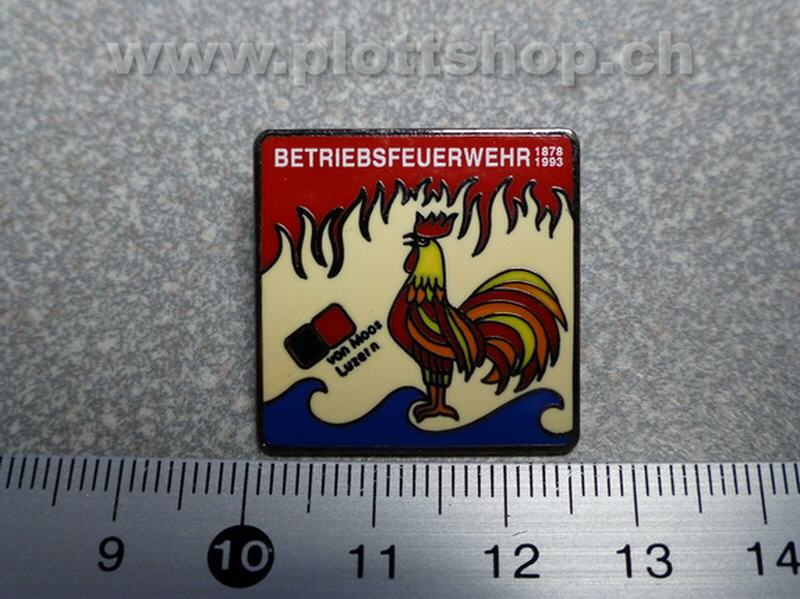 www.plottshop.ch
BETRIEBSFEUERWEHR 1878
1993
von Moos
Luzern
9 10 11 12 13 14